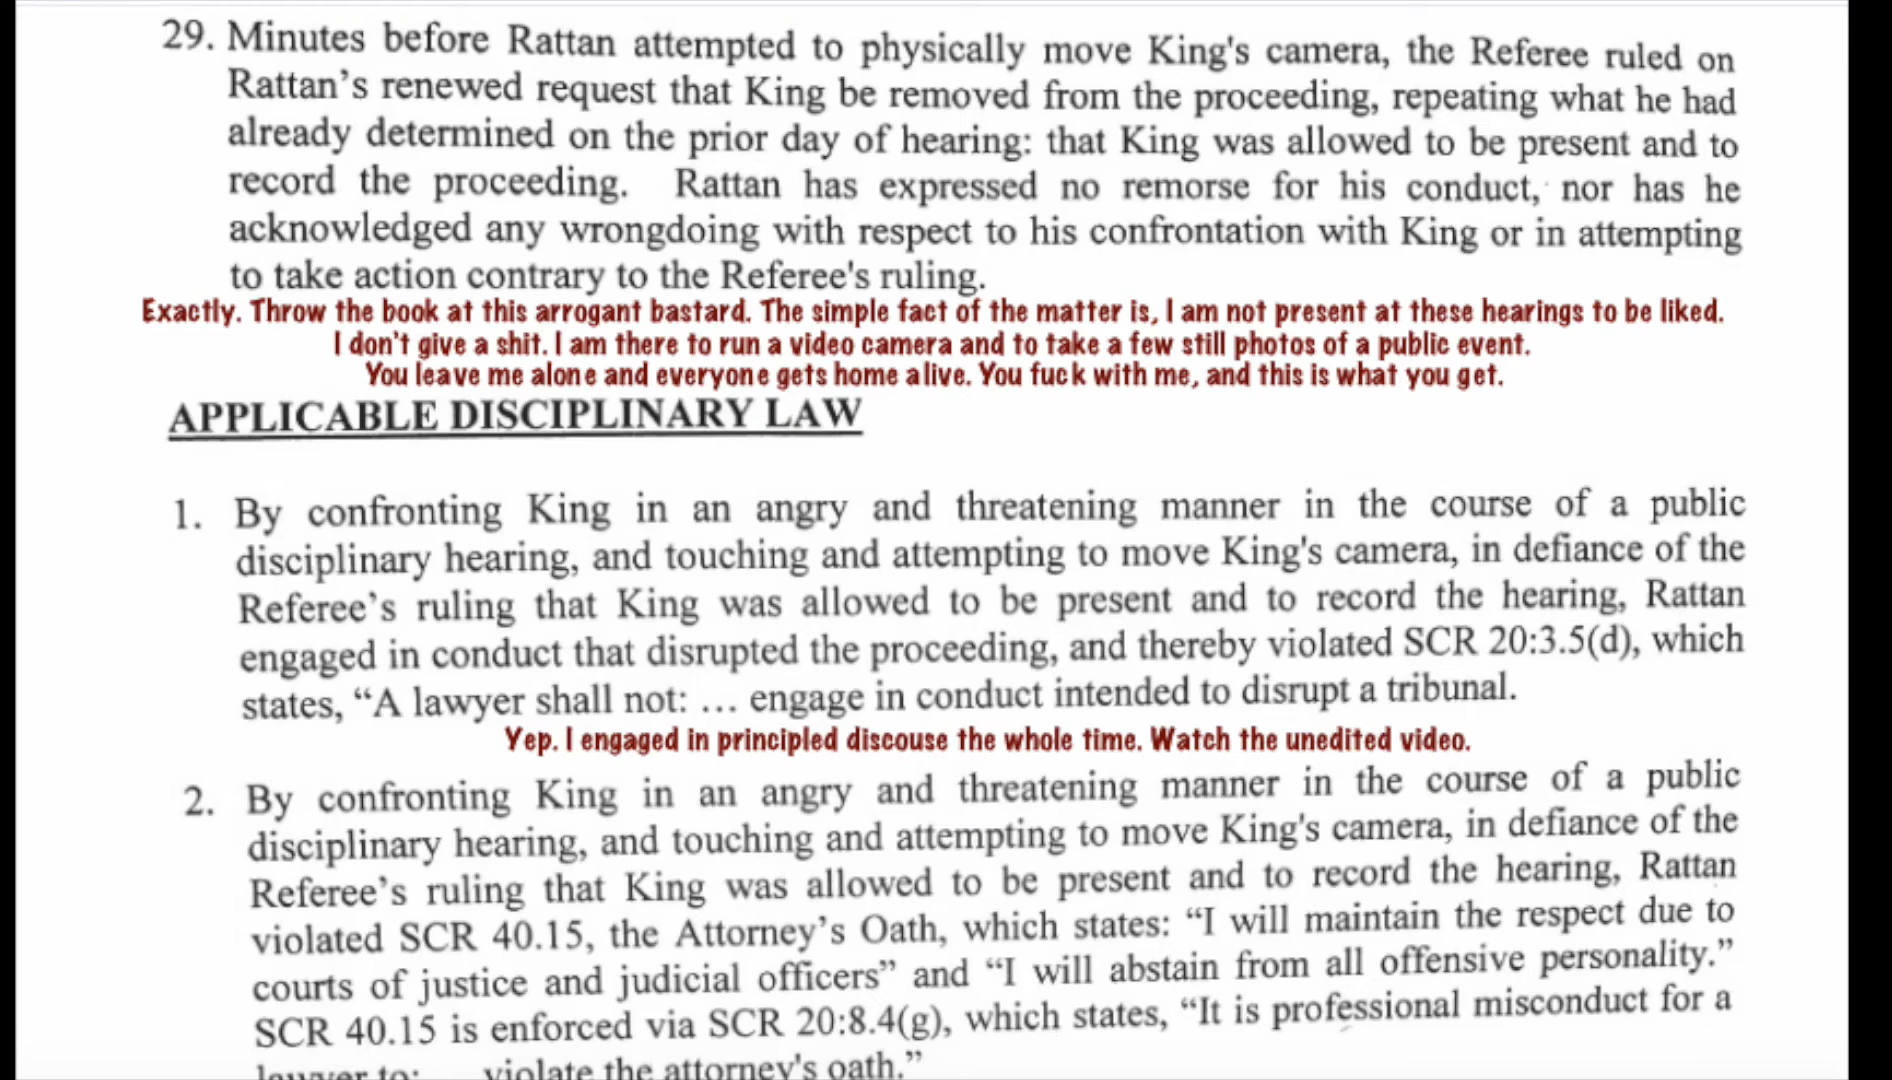 29. Minutes before Rattan attempted to physically move King's camera, the Referee ruled on
Rattan’s renewed request that King be removed from the proceeding, repeating what he had
already determined on the prior day of hearing: that King was allowed to be present and to
record the proceeding. Rattan has expressed no remorse for his conduct, nor has he
acknowledged any wrongdoing with respect to his confrontation with King or in attempting
to take action contrary to the Referee's ruling.
Exactly. Throw the book at this arrogant bastard. The simple fact of the matter is, I am not present at these hearings to be liked.
I don't give a shit. I am there to run a video camera and to take a few still photos of a public event.
You leave me alone and everyone gets home alive. You fuck with me, and this is what you get.
APPLICABLE DISCIPLINARY LAW
1. By confronting King in an angry and threatening manner in the course of a public
disciplinary hearing, and touching and attempting to move King's camera, in defiance of the
Referee’s ruling that King was allowed to be present and to record the hearing, Rattan
engaged in conduct that disrupted the proceeding, and thereby violated SCR 20:3.5(d), which
states, “A lawyer shall not: … engage in conduct intended to disrupt a tribunal.
Yep. I engaged in principled discouse the whole time. Watch the unedited video.
2. By confronting King in an angry and threatening manner in the course of a public
disciplinary hearing, and touching and attempting to move King's camera, in defiance of the
Referee’s ruling that King was allowed to be present and to record the hearing, Rattan
violated SCR 40.15, the Attorney’s Oath, which states: “I will maintain the respect due to
courts of justice and judicial officers” and “I will abstain from all offensive personality.”
SCR 40.15 is enforced via SCR 20:8.4(g), which states, “It is professional misconduct for a
lawyer to: violate the attorney's oath.”